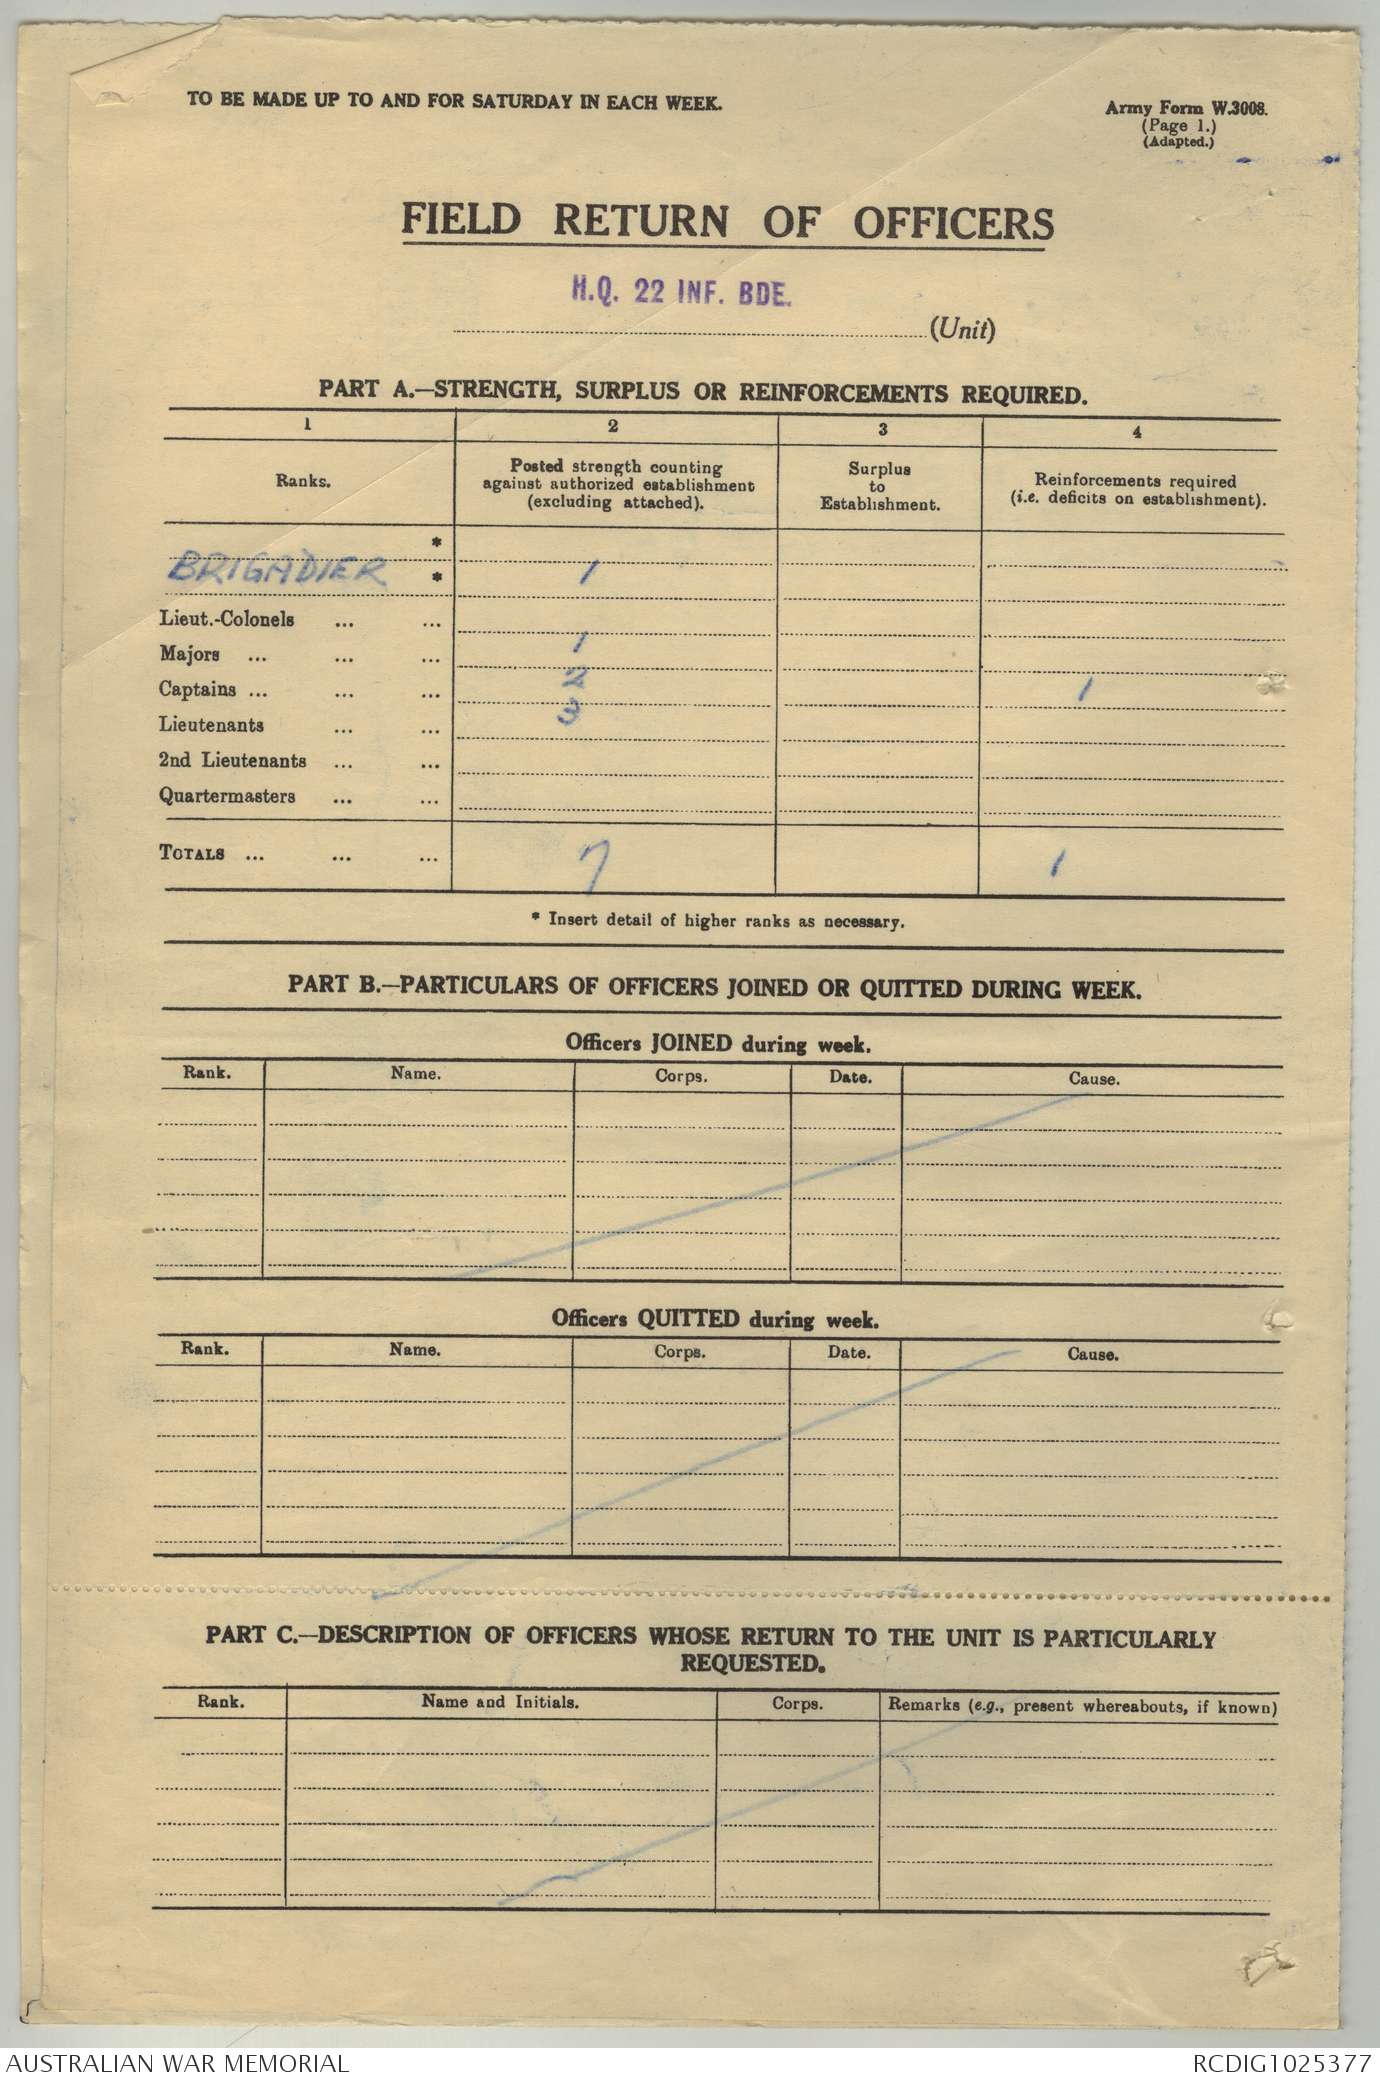 TO BE MADE UP TO AND FOR SATURDAY IN EACH WEEK.
Army Form W.3008.
(Page 1.)
(Adapted.)
FIELD RETURN OF OFFICERS
H.Q. 22 INF. BDE.
(Unit)
PART A.—STRENGTH, SURPLUS OR REINFORCEMENTS REQUIRED.
1 2 3 4
Ranks.
Posted strength counting
against authorized establishment
(excluding attached).
Surplus
to
Establishment.
Reinforcements required
(i.e. deficits on establishment).
*
BRIGADIER * 1
Lieut.-Colonels ... ...
Majors ... ... ... 1
Captains ... ... ... 2 1
Lieutenants ... ... 3
2nd Lieutenants ... ...
Quartermasters ... ...
TOTALS ... ... ... 7 1
* Insert detail of higher ranks as necessary.
PART B.—PARTICULARS OF OFFICERS JOINED OR QUITTED DURING WEEK.
Officers JOINED during week.
Rank. Name. Corps. Date. Cause.
Officers QUITTED during week.
Rank. Name. Corps. Date. Cause.
PART C.—DESCRIPTION OF OFFICERS WHOSE RETURN TO THE UNIT IS PARTICULARLY
REQUESTED.
Rank. Name and Initials. Corps. Remarks (e.g., present whereabouts, if known)
AUSTRALIAN WAR MEMORIAL
RCDIG1025377